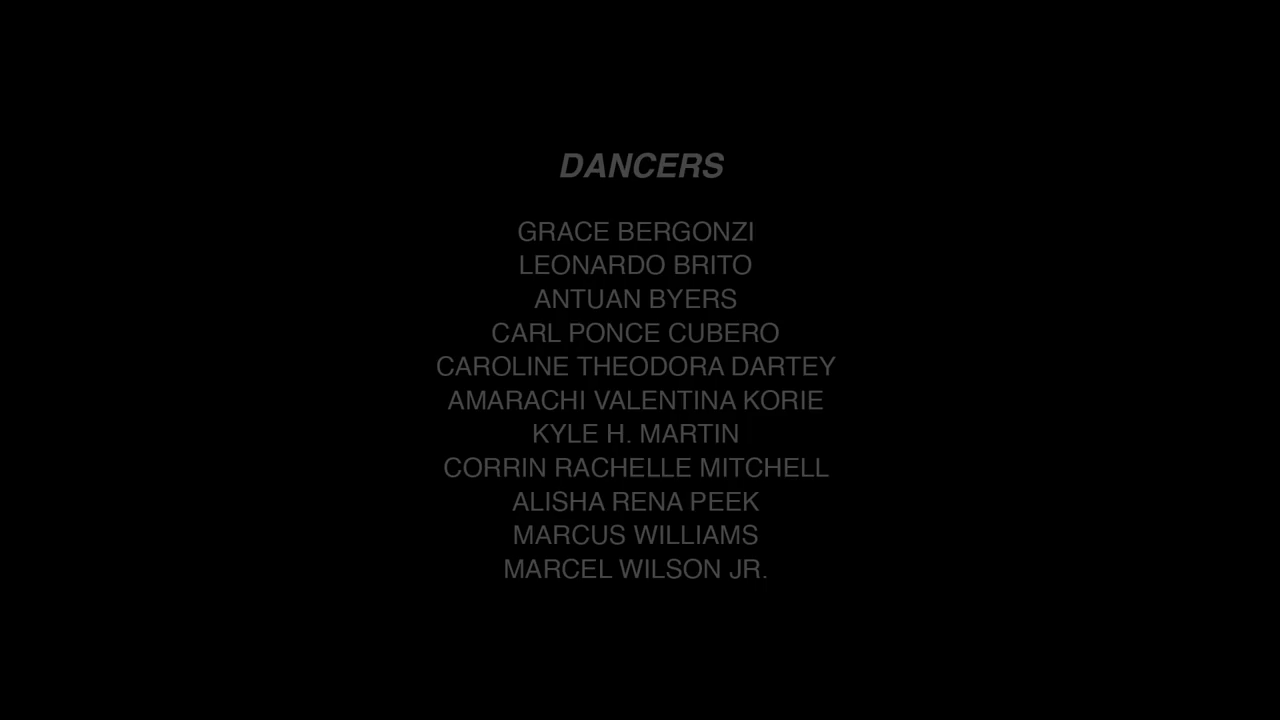 DANCERS
GRACE BERGONZI
LEONARDO BRITO
ANTUAN BYERS
CARL PONCE CUBERO
CAROLINE THEODORA DARTEY
AMARACHI VALENTINA KORIE
KYLE H. MARTIN
CORRIN RACHELLE MITCHELL
ALISHA RENA PEEK
MARCUS WILLIAMS
MARCEL WILSON JR.